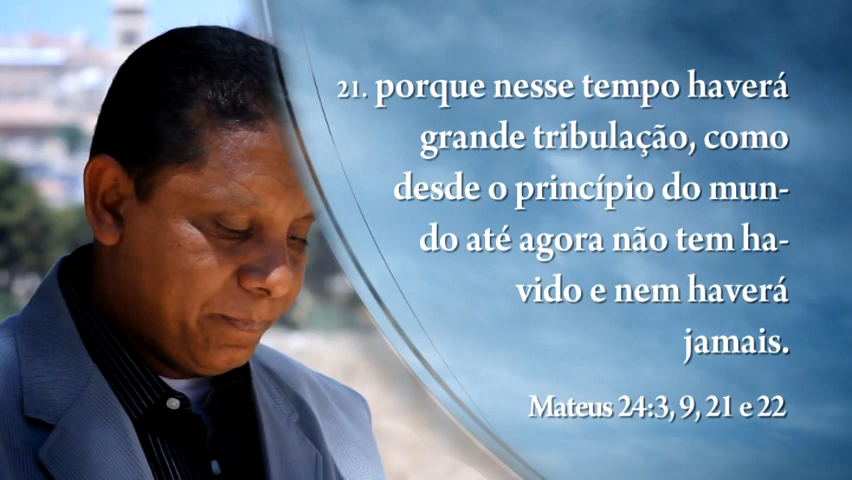 21. porque nesse tempo haverá
grande tribulação, como
desde o princípio do mun-
do até agora não tem ha-
vido e nem haverá
jamais.
Mateus 24:3, 9, 21 e 22